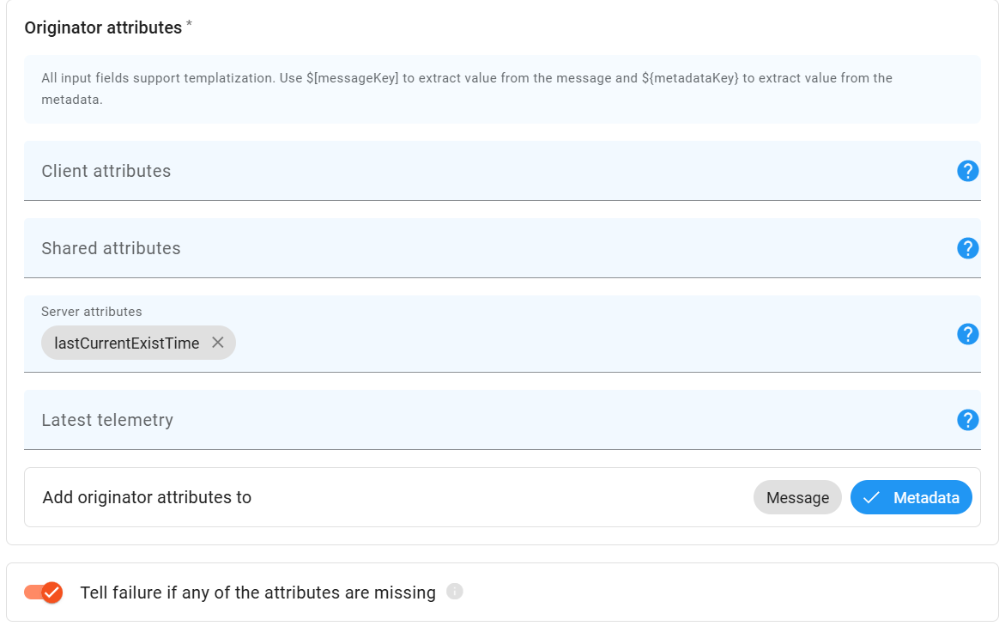 Originator attributes *
All input fields support templatization. Use $[messageKey] to extract value from the message and ${metadataKey} to extract value from the
metadata.
Client attributes
Shared attributes
Server attributes
lastCurrentExistTime
Latest telemetry
Add originator attributes to
Message
Metadata
Tell failure if any of the attributes are missing